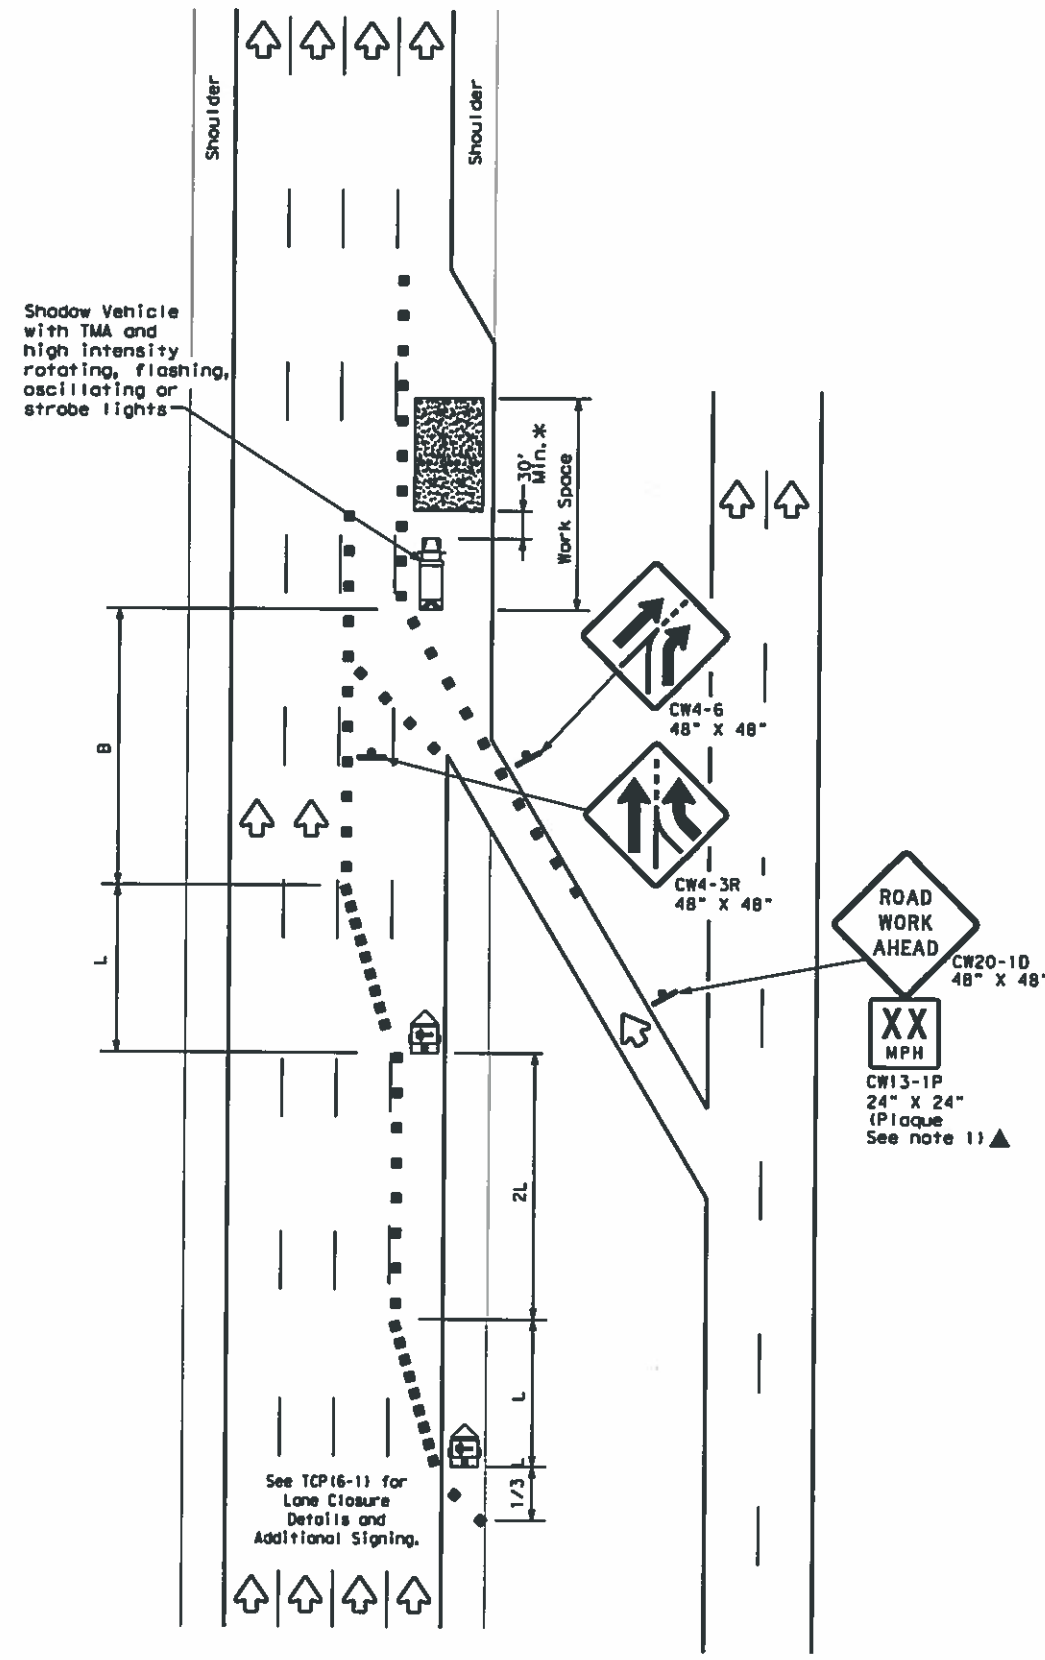 Shoulder
Shoulder
Shadow Vehicle
with TMA and
high intensity
rotating, flashing,
oscillating or
strobe lights
30'
Min.*
Work Space
CW4-6
48" X 48"
B
CW4-3R
48" X 48"
ROAD
WORK
AHEAD
CW20-1D
48" X 48"
L
XX
MPH
CW13-1P
24" X 24"
(Plaque
See note 1)▲
2L
L
1/3 L
See TCP(6-1) for
Lane Closure
Details and
Additional Signing.